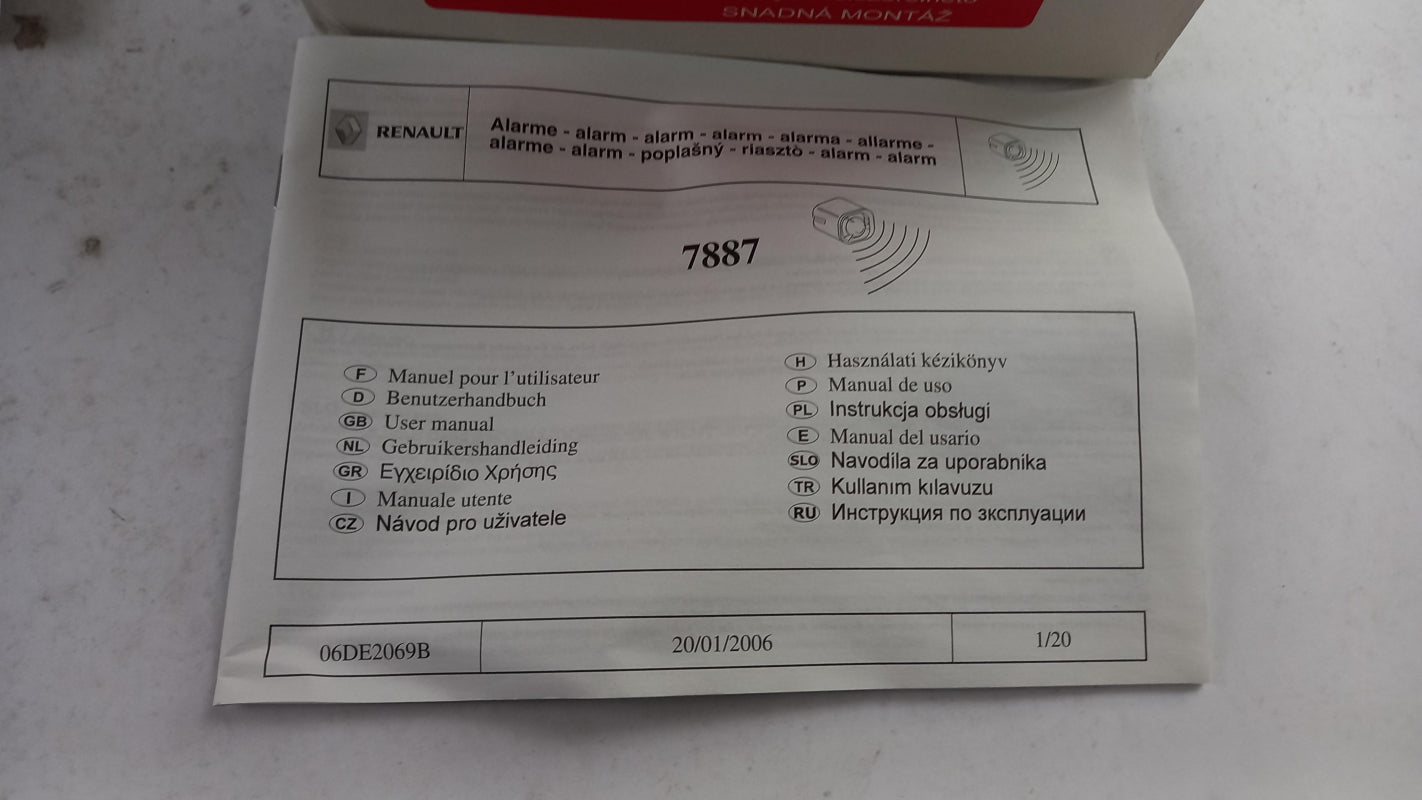 SNADNÁ MONTÁŽ
RENAULT
Alarme - alarm - alarm - alarm - alarma - allarme -
alarme - alarm - poplašný - riasztò - alarm - alarm
7887
F Manuel pour l'utilisateur
D Benutzerhandbuch
GB User manual
NL Gebruikershandleiding
GR Εγχειρίδιο Χρήσης
I Manuale utente
CZ Návod pro uživatele
H Használati kézikönyv
P Manual de uso
PL Instrukcja obsługi
E Manual del usario
SLO Navodila za uporabnika
TR Kullanım kılavuzu
RU Инструкция по зксплуации
06DE2069B
20/01/2006
1/20